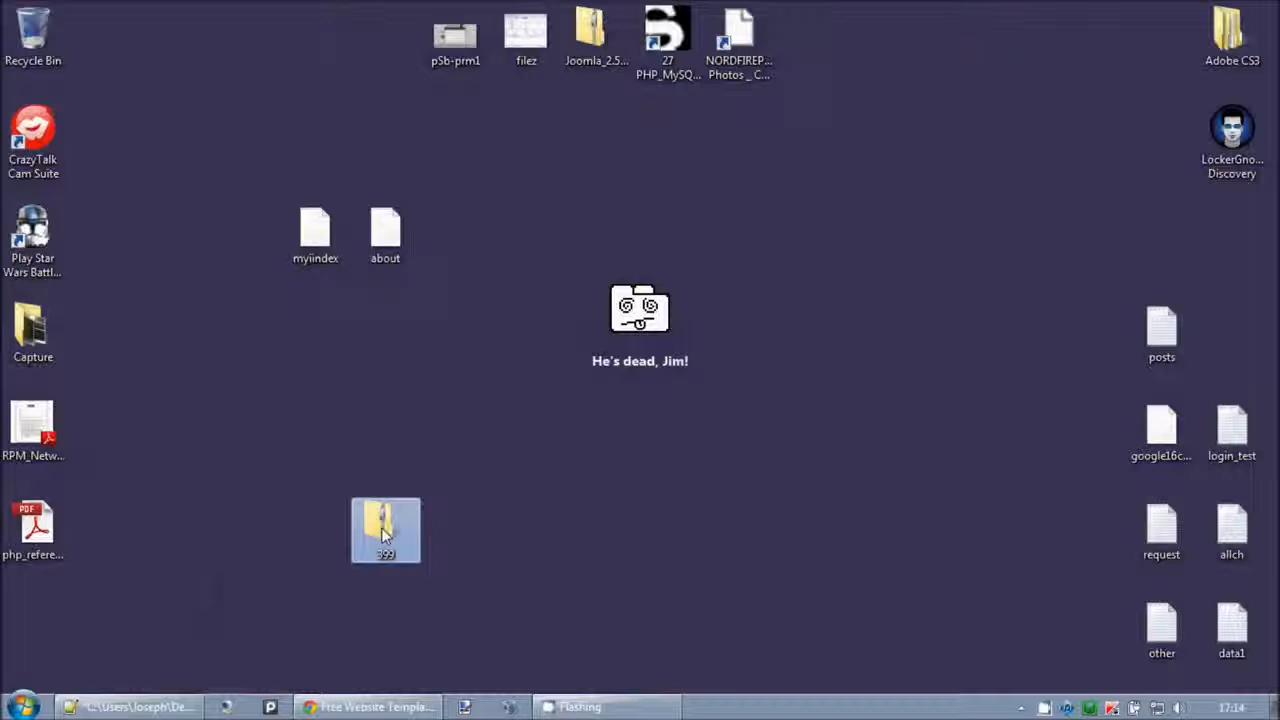 Recycle Bin
pSb-prm1
filez
Joomla_2.5...
27
PHP_MySQ...
NORDFIREP...
Photos _ C...
Adobe CS3
CrazyTalk
Cam Suite
LockerGno...
Discovery
Play Star
Wars Battl...
myiindex
about
Capture
He's dead, Jim!
posts
RPM_Netw...
google16c...
login_test
PDF
php_refere...
399
request
allch
other
data1
*C:\Users\Joseph\De...
Free Website Templa...
Flashing
17:14